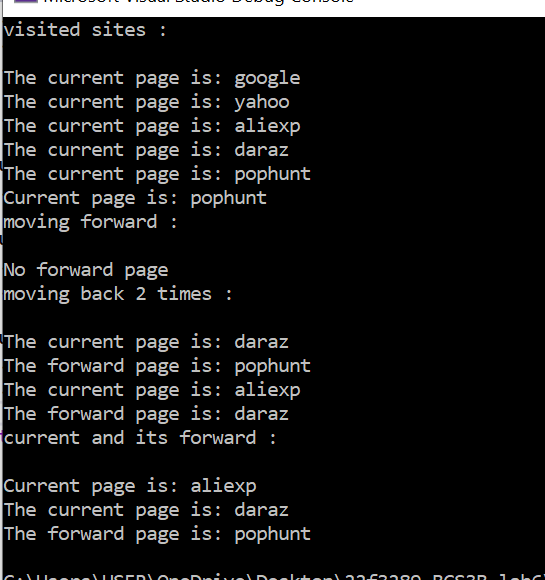 Microsoft Visual Studio Debug Console
visited sites :
The current page is: google
The current page is: yahoo
The current page is: aliexp
The current page is: daraz
The current page is: pophunt
Current page is: pophunt
moving forward :
No forward page
moving back 2 times :
The current page is: daraz
The forward page is: pophunt
The current page is: aliexp
The forward page is: daraz
current and its forward :
Current page is: aliexp
The current page is: daraz
The forward page is: pophunt
C:\Users\USER\OneDrive\Desktop\